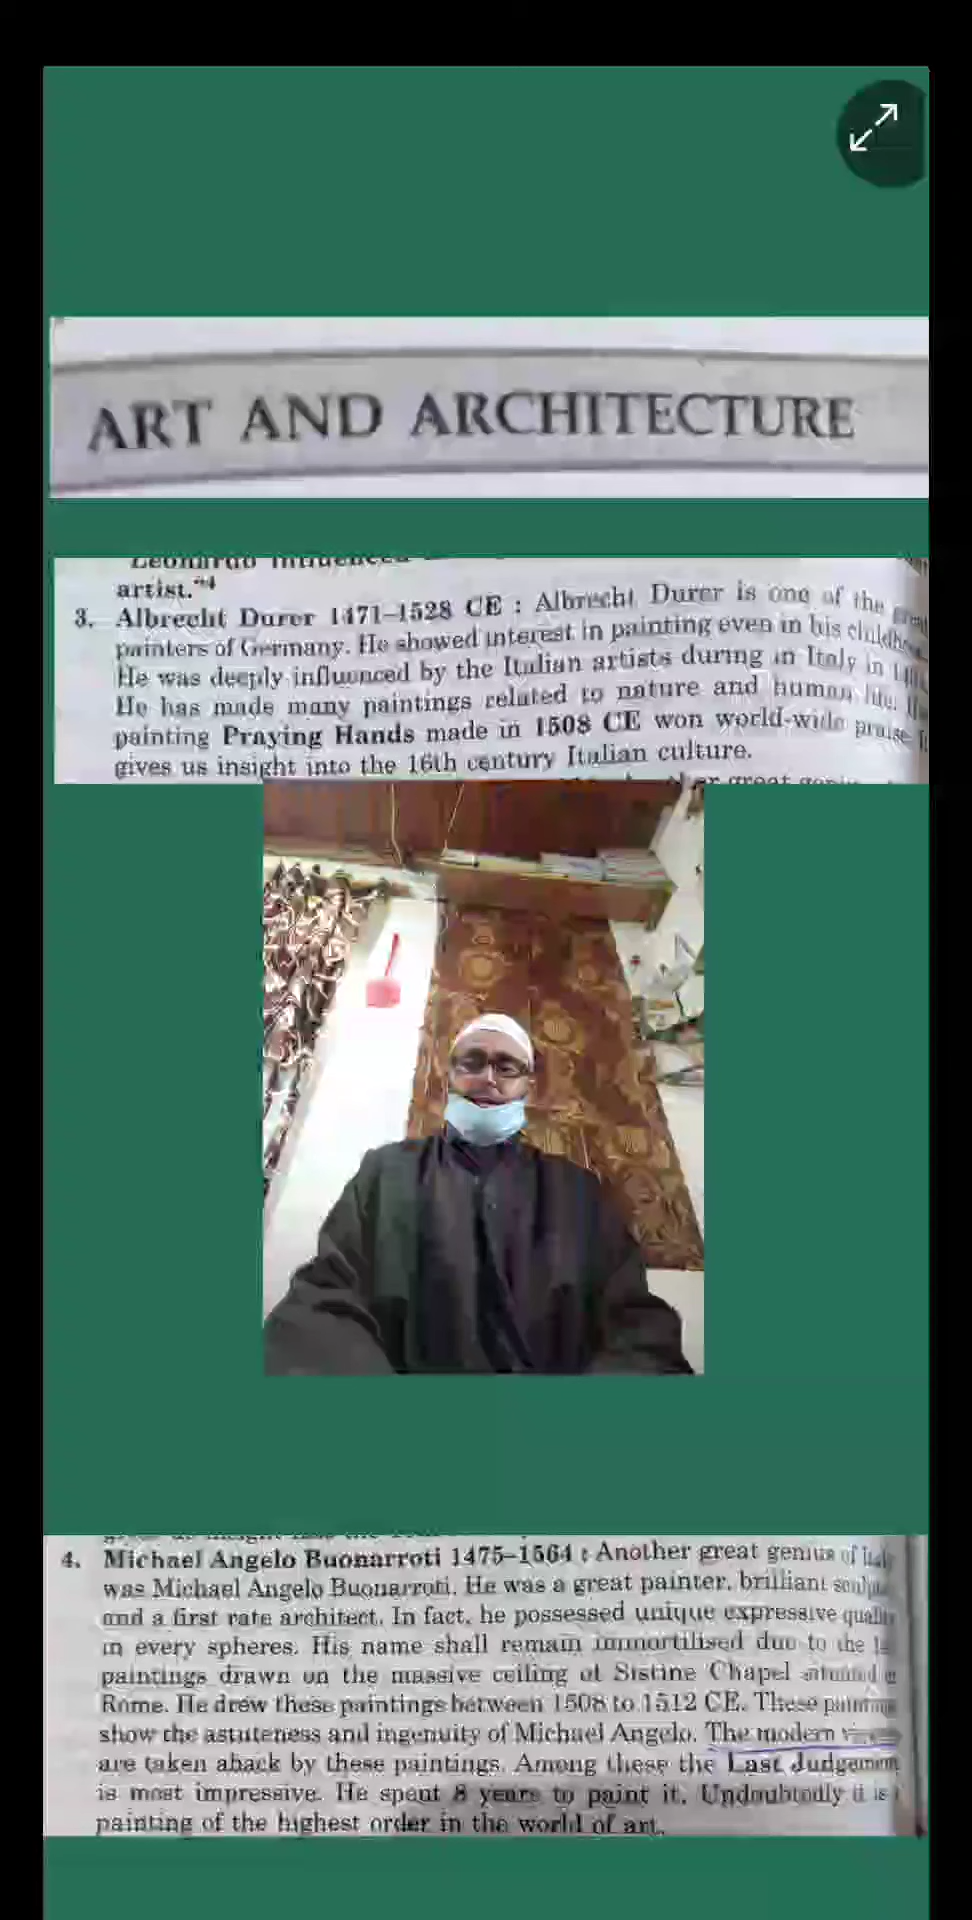 ART AND ARCHITECTURE
Leonardo influenced
artist."4
3. Albrecht Durer 1471–1528 CE : Albrecht Durer is one of the
painters of Germany. He showed interest in painting even in his
He was deeply influenced by the Italian artists during in Italy in
He has made many paintings related to nature and human life.
painting Praying Hands made in 1508 CE won world-wide praise. It
gives us insight into the 16th century Italian culture.
great
4. Michael Angelo Buonarroti 1475–1564 : Another great genius of
was Michael Angelo Buonarroti. He was a great painter, brilliant
and a first rate architect. In fact, he possessed unique expressive
in every spheres. His name shall remain immortilised due to the
paintings drawn on the massive ceiling of Sistine Chapel situated
Rome. He drew these paintings between 1508 to 1512 CE. These
show the astuteness and ingenuity of Michael Angelo. The modern
are taken aback by these paintings. Among these the Last Judgement
is most impressive. He spent 8 years to paint it. Undoubtedly it is
painting of the highest order in the world of art.